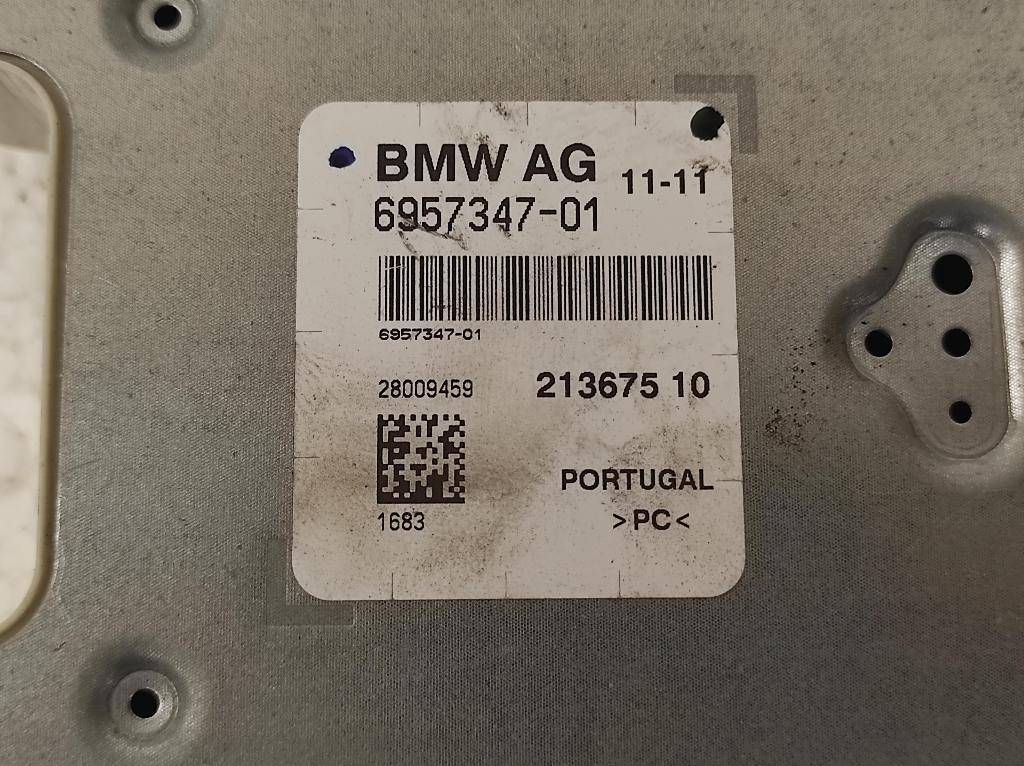 BMW AG 11-11
6957347-01
6957347-01
28009459 213675 10
PORTUGAL
1683 >PC<